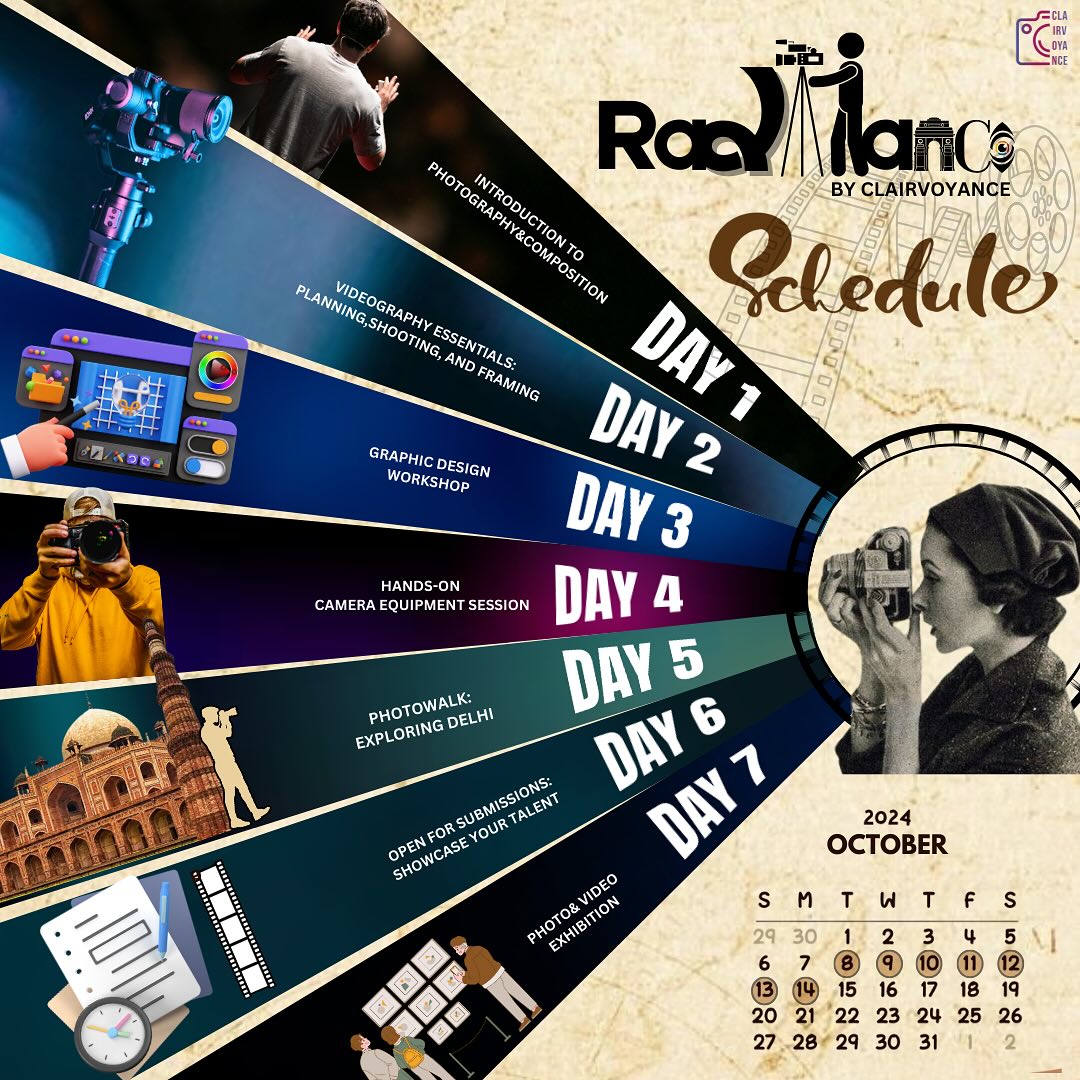 CLA
IRV
OYA
NCE
Radiance
BY CLAIRVOYANCE
Schedule
INTRODUCTION TO
PHOTOGRAPHY&COMPOSITION
DAY 1
VIDEOGRAPHY ESSENTIALS:
PLANNING,SHOOTING, AND FRAMING
DAY 2
GRAPHIC DESIGN
WORKSHOP
DAY 3
HANDS-ON
CAMERA EQUIPMENT SESSION
DAY 4
PHOTOWALK:
EXPLORING DELHI
DAY 5
OPEN FOR SUBMISSIONS:
SHOWCASE YOUR TALENT
DAY 6
PHOTO& VIDEO
EXHIBITION
DAY 7
2024
OCTOBER
S M T W T F S
29 30 1 2 3 4 5
6 7 8 9 10 11 12
13 14 15 16 17 18 19
20 21 22 23 24 25 26
27 28 29 30 31 1 2